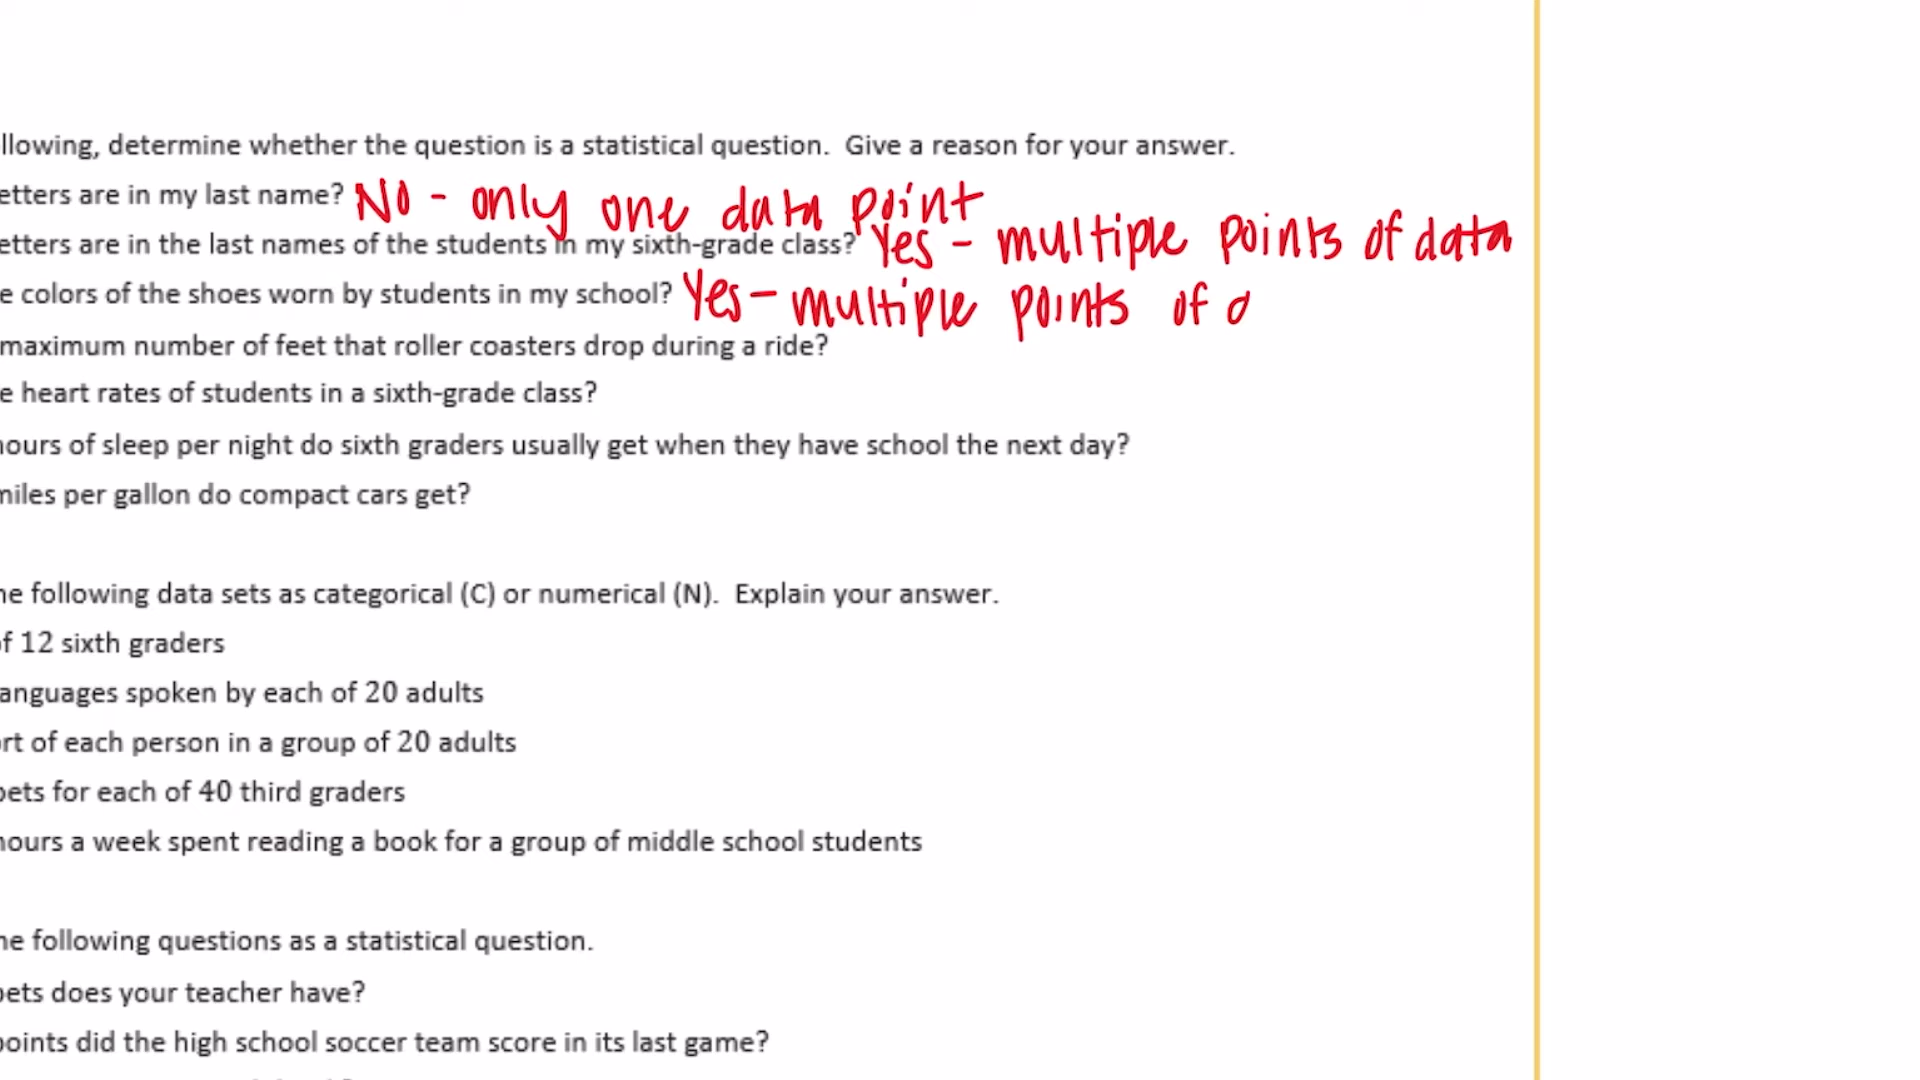 llowing, determine whether the question is a statistical question. Give a reason for your answer.
etters are in my last name? No - only one data point
etters are in the last names of the students in my sixth-grade class? Yes - multiple points of data
e colors of the shoes worn by students in my school? Yes - multiple points of d
maximum number of feet that roller coasters drop during a ride?
e heart rates of students in a sixth-grade class?
hours of sleep per night do sixth graders usually get when they have school the next day?
miles per gallon do compact cars get?
he following data sets as categorical (C) or numerical (N). Explain your answer.
of 12 sixth graders
anguages spoken by each of 20 adults
rt of each person in a group of 20 adults
pets for each of 40 third graders
hours a week spent reading a book for a group of middle school students
he following questions as a statistical question.
pets does your teacher have?
points did the high school soccer team score in its last game?